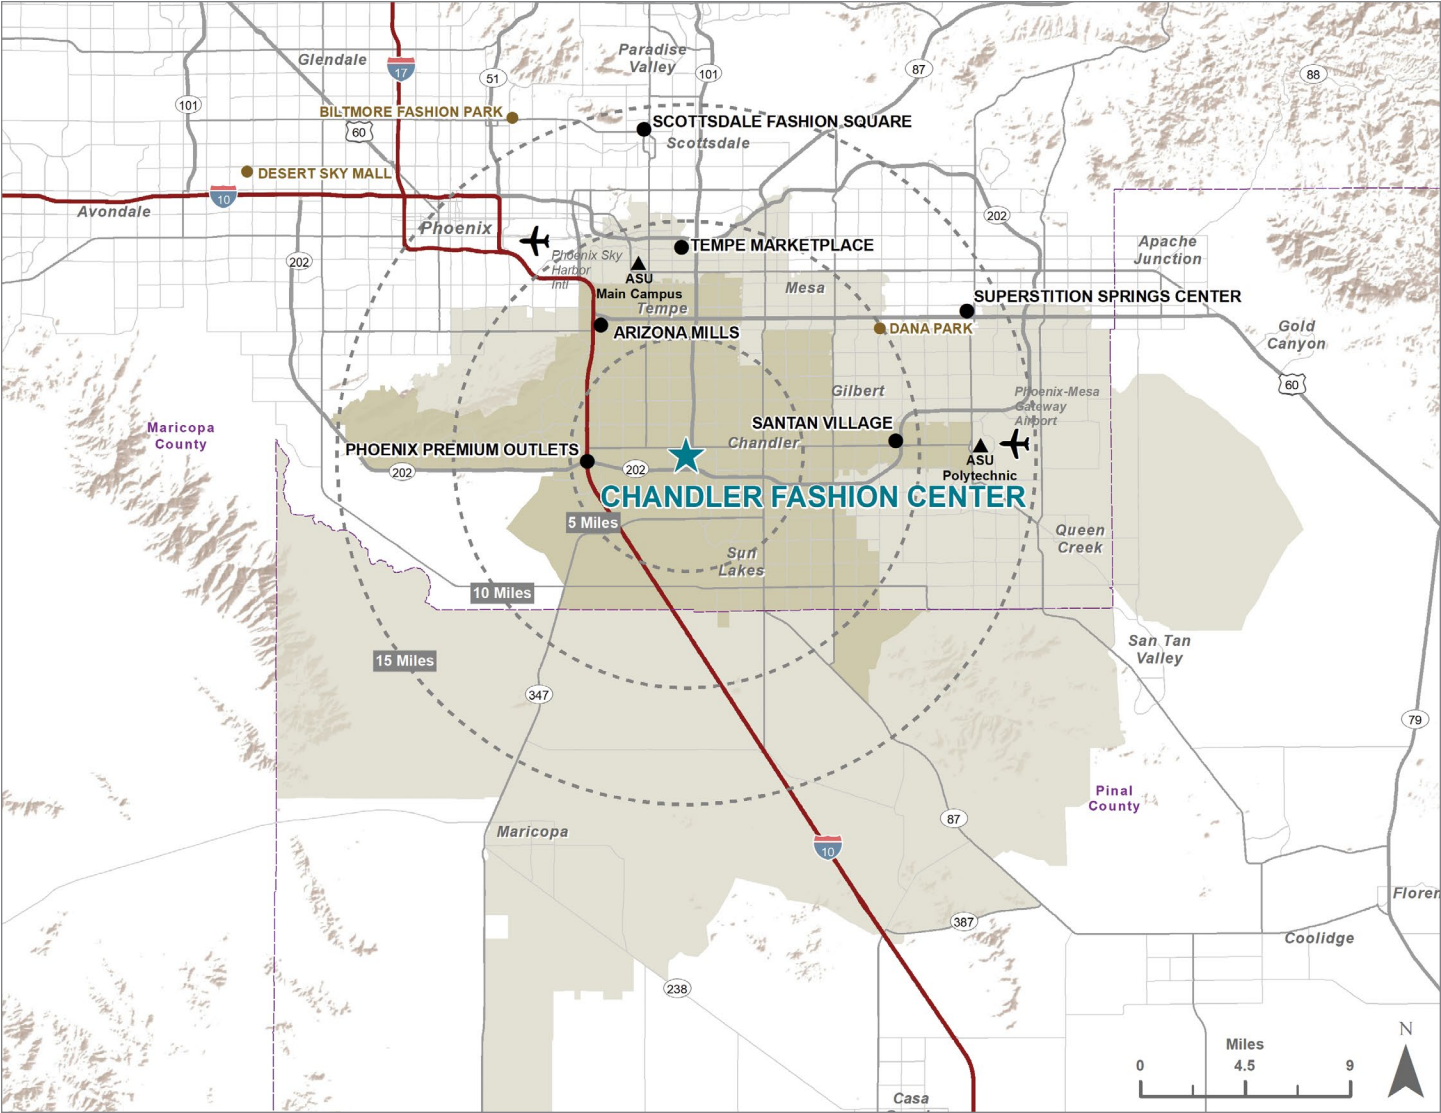 Glendale
Paradise
Valley
17
51
101
87
88
101
BILTMORE FASHION PARK
60
SCOTTSDALE FASHION SQUARE
Scottsdale
DESERT SKY MALL
10
Avondale
Phoenix
202
202
Phoenix Sky
Harbor
Intl
TEMPE MARKETPLACE
ASU
Main Campus
Tempe
Mesa
Apache
Junction
SUPERSTITION SPRINGS CENTER
ARIZONA MILLS
DANA PARK
Gold
Canyon
60
Gilbert
Phoenix-Mesa
Gateway
Airport
Maricopa
County
SANTAN VILLAGE
Chandler
PHOENIX PREMIUM OUTLETS
202
202
ASU
Polytechnic
CHANDLER FASHION CENTER
5 Miles
Queen
Creek
Sun
Lakes
10 Miles
15 Miles
San Tan
Valley
347
79
Pinal
County
87
Maricopa
10
387
Floren
Coolidge
238
N
Miles
0
4.5
9
Casa